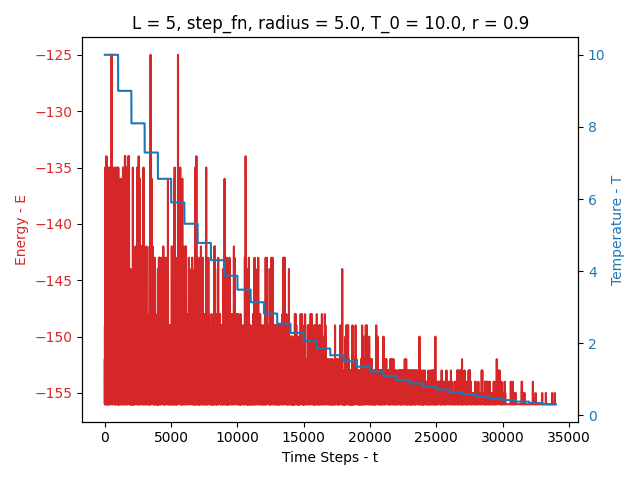 L = 5, step_fn, radius = 5.0, T_0 = 10.0, r = 0.9
−125
−130
−135
−140
−145
−150
−155
Energy - E
10
8
6
4
2
0
Temperature - T
0 5000 10000 15000 20000 25000 30000 35000
Time Steps - t